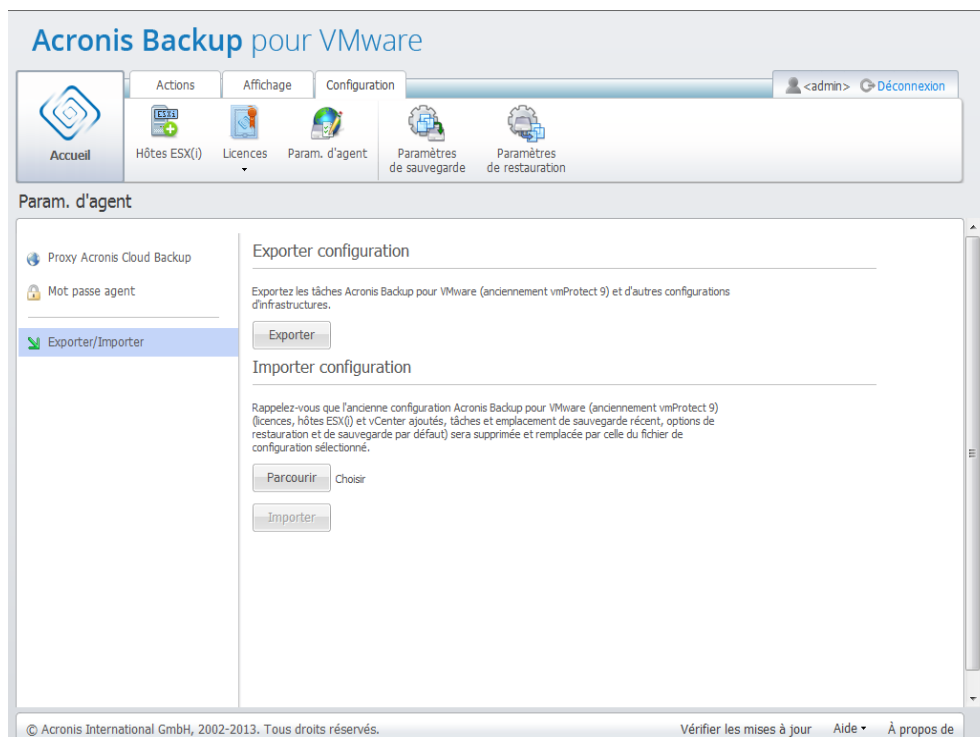 Acronis Backup pour VMware
Actions Affichage Configuration <admin> Déconnexion
Accueil Hôtes ESX(i) Licences Param. d'agent Paramètres de sauvegarde Paramètres de restauration
Param. d'agent
Proxy Acronis Cloud Backup
Mot passe agent
Exporter/Importer
Exporter configuration
Exportez les tâches Acronis Backup pour VMware (anciennement vmProtect 9) et d'autres configurations
d'infrastructures.
Exporter
Importer configuration
Rappelez-vous que l'ancienne configuration Acronis Backup pour VMware (anciennement vmProtect 9)
(licences, hôtes ESX(i) et vCenter ajoutés, tâches et emplacement de sauvegarde récent, options de
restauration et de sauvegarde par défaut) sera supprimée et remplacée par celle du fichier de
configuration sélectionné.
Parcourir Choisir
Importer
© Acronis International GmbH, 2002-2013. Tous droits réservés. Vérifier les mises à jour Aide À propos de